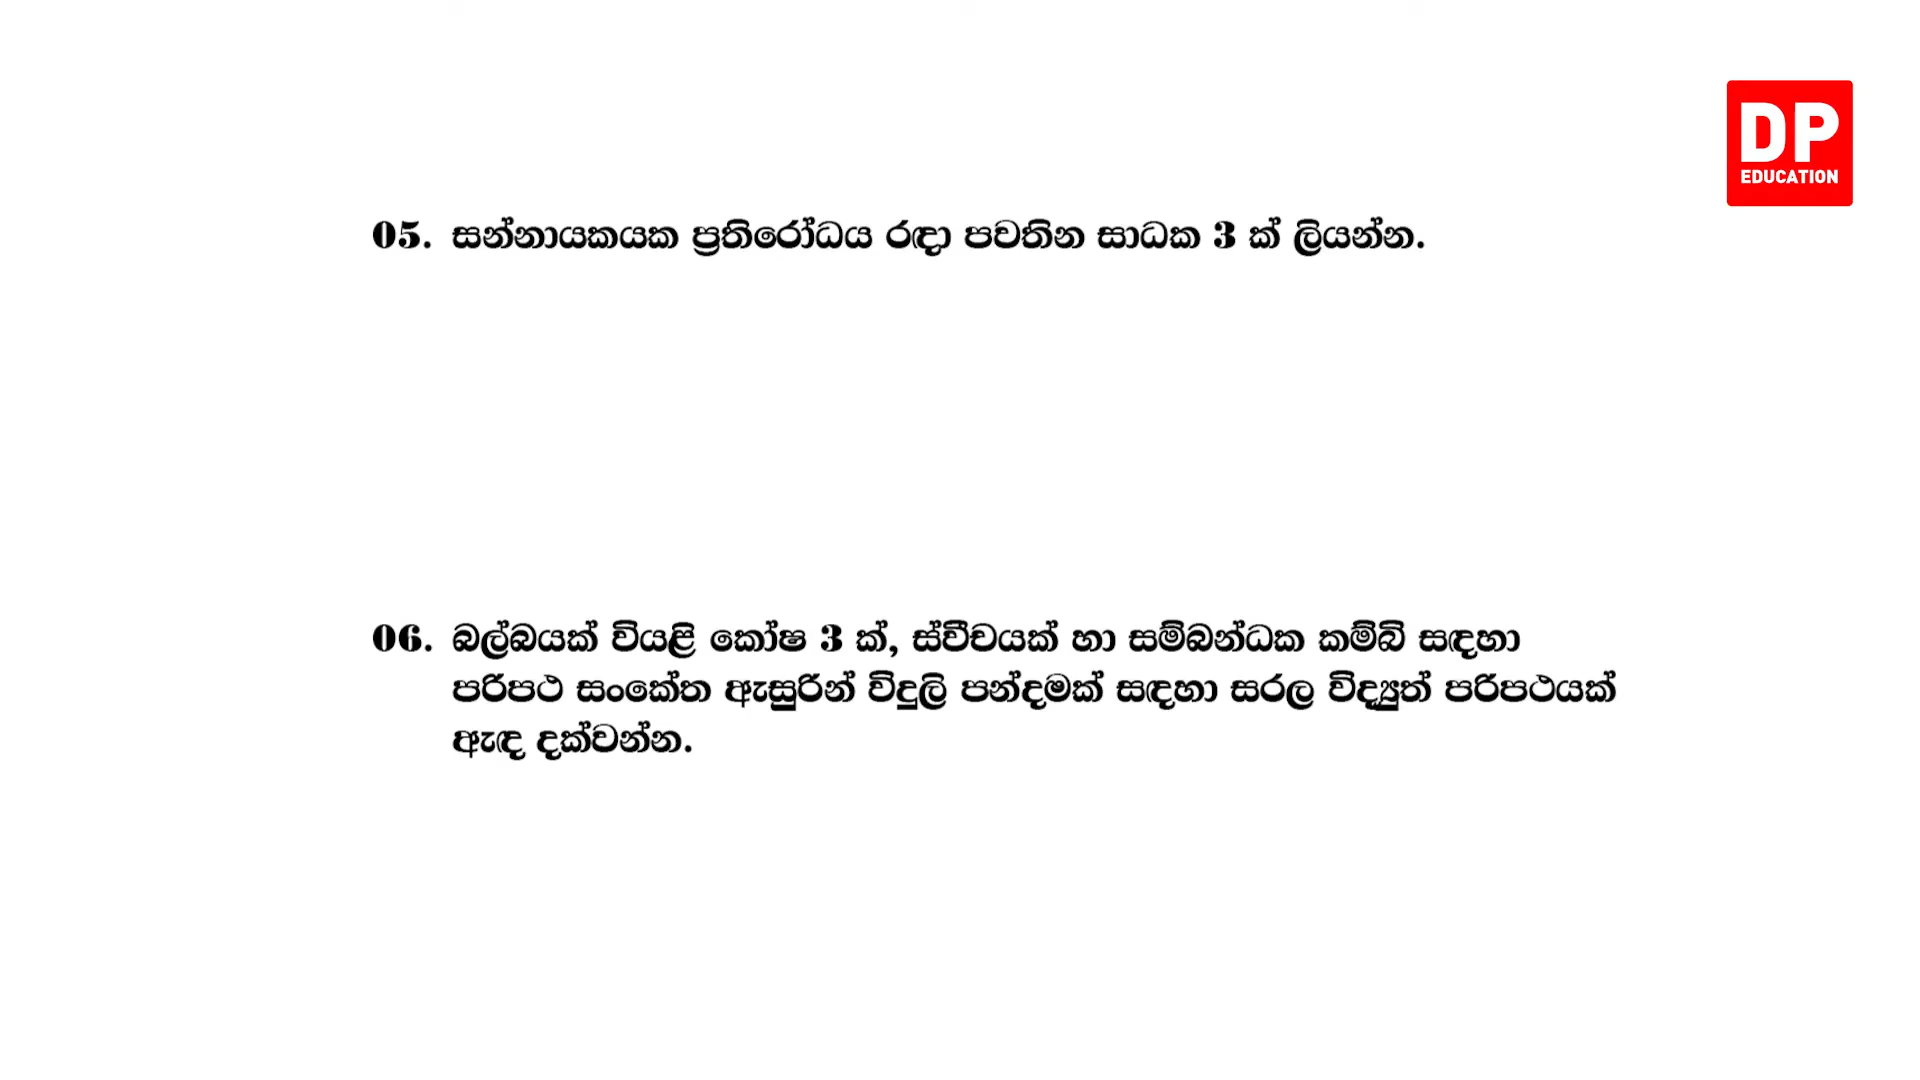 DP
EDUCATION
05. සන්නායකයක ප්‍රතිරෝධය රඳා පවතින සාධක 3 ක් ලියන්න.
06. බල්බයක් වියළි කෝෂ 3 ක්, ස්විචයක් හා සම්බන්ධක කම්බි සඳහා
පරිපථ සංකේත ඇසුරින් විදුලි පන්දමක් සඳහා සරල විද්‍යුත් පරිපථයක්
ඇඳ දක්වන්න.